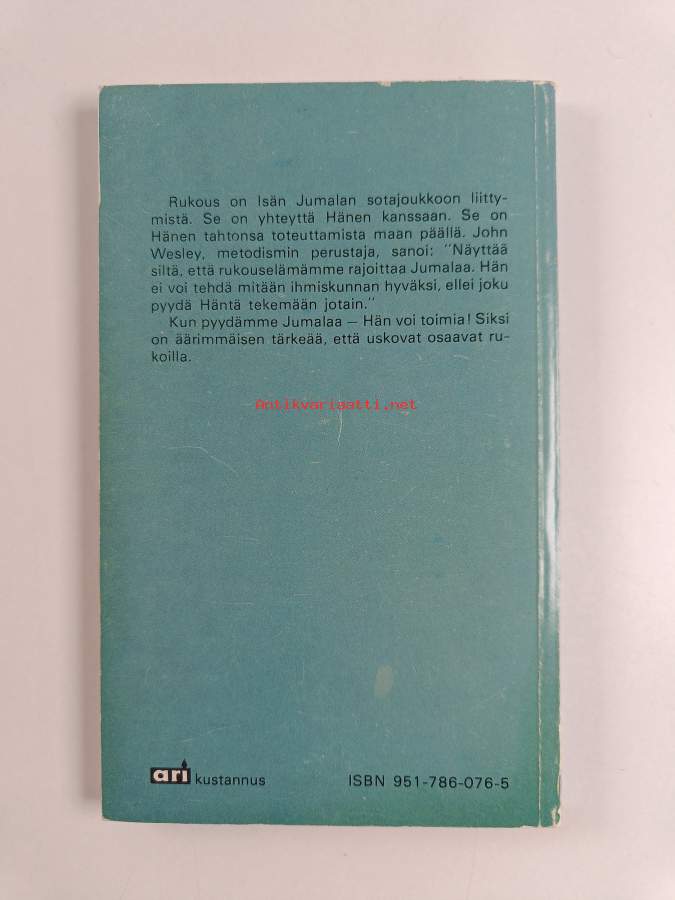 Rukous on Isän Jumalan sotajoukkoon liitty-
mistä. Se on yhteyttä Hänen kanssaan. Se on
Hänen tahtonsa toteuttamista maan päällä. John
Wesley, metodismin perustaja, sanoi: "Näyttää
siltä, että rukouselämämme rajoittaa Jumalaa. Hän
ei voi tehdä mitään ihmiskunnan hyväksi, ellei joku
pyydä Häntä tekemään jotain."
Kun pyydämme Jumalaa – Hän voi toimia! Siksi
on äärimmäisen tärkeää, että uskovat osaavat ru-
koilla.
Antikvariaatti.net
ari kustannus
ISBN 951-786-076-5